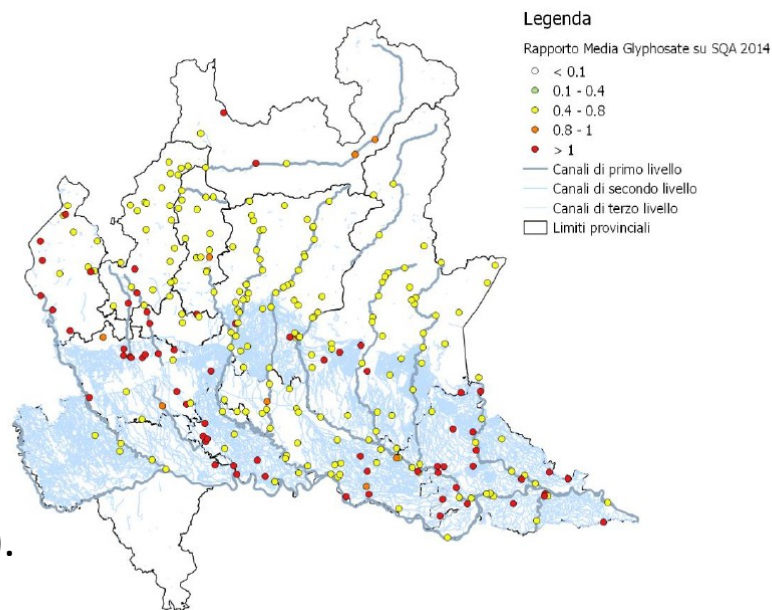 Legenda
Rapporto Media Glyphosate su SQA 2014
< 0.1
0.1 - 0.4
0.4 - 0.8
0.8 - 1
> 1
Canali di primo livello
Canali di secondo livello
Canali di terzo livello
Limiti provinciali
).